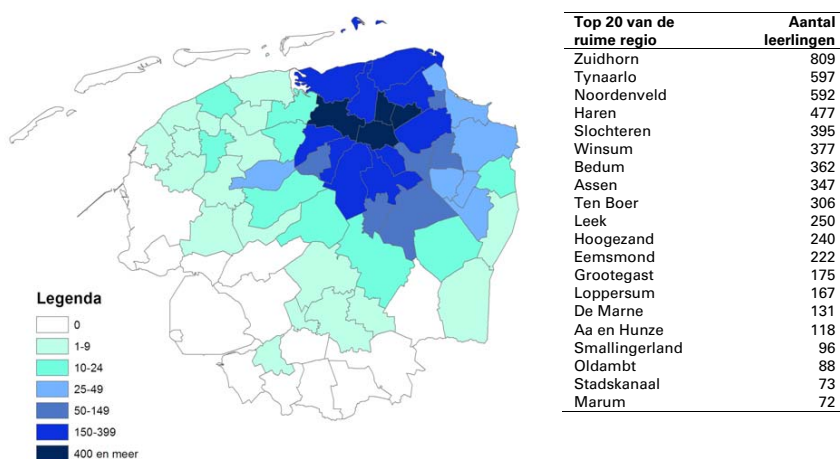 Legenda
0
1-9
10-24
25-49
50-149
150-399
400 en meer
Top 20 van de Aantal
ruime regio leerlingen
Zuidhorn 809
Tynaarlo 597
Noordenveld 592
Haren 477
Slochteren 395
Winsum 377
Bedum 362
Assen 347
Ten Boer 306
Leek 250
Hoogezand 240
Eemsmond 222
Grootegast 175
Loppersum 167
De Marne 131
Aa en Hunze 118
Smallingerland 96
Oldambt 88
Stadskanaal 73
Marum 72